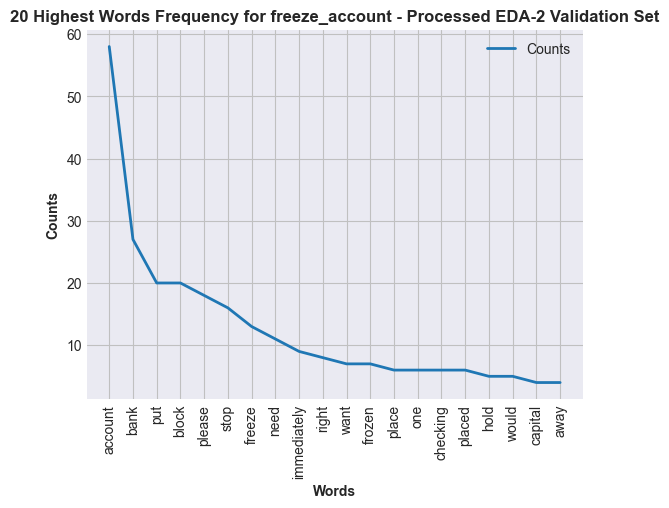 20 Highest Words Frequency for freeze_account - Processed EDA-2 Validation Set
Counts
60
50
40
30
20
10
Counts
account
bank
put
block
please
stop
freeze
need
immediately
right
want
frozen
place
one
checking
placed
hold
would
capital
away
Words